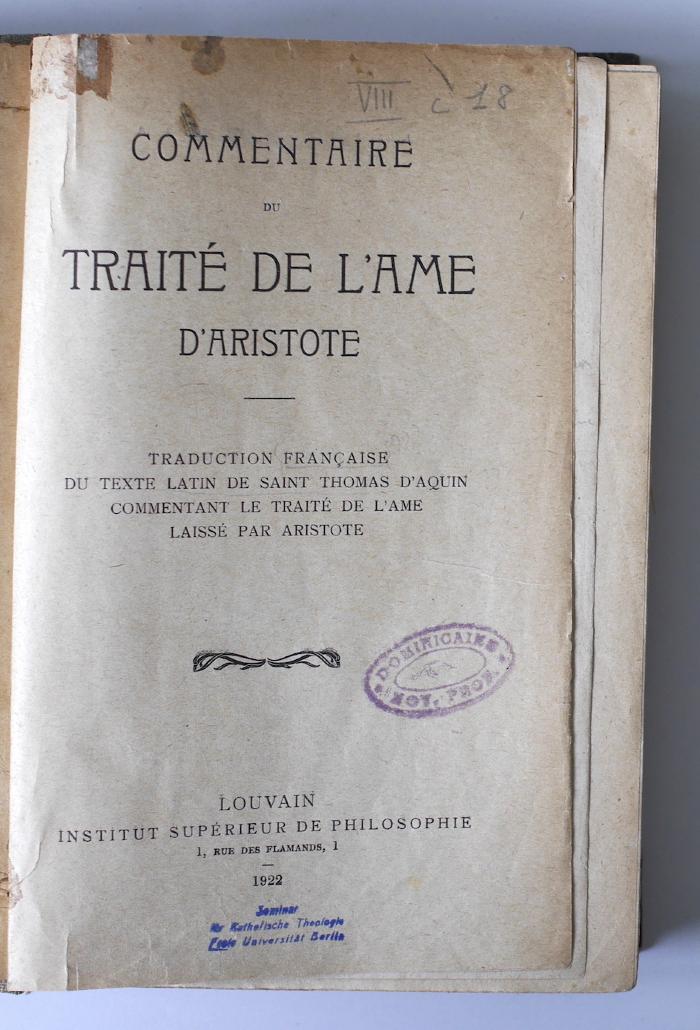 VIII c 18
COMMENTAIRE
DU
TRAITÉ DE L'AME
D'ARISTOTE
TRADUCTION FRANÇAISE
DU TEXTE LATIN DE SAINT THOMAS D'AQUIN
COMMENTANT LE TRAITÉ DE L'AME
LAISSÉ PAR ARISTOTE
DOMINICAINS
LOUVAIN
INSTITUT SUPÉRIEUR DE PHILOSOPHIE
1, RUE DES FLAMANDS, 1
1922
Seminar
für Katholische Theologie
Freie Universität Berlin